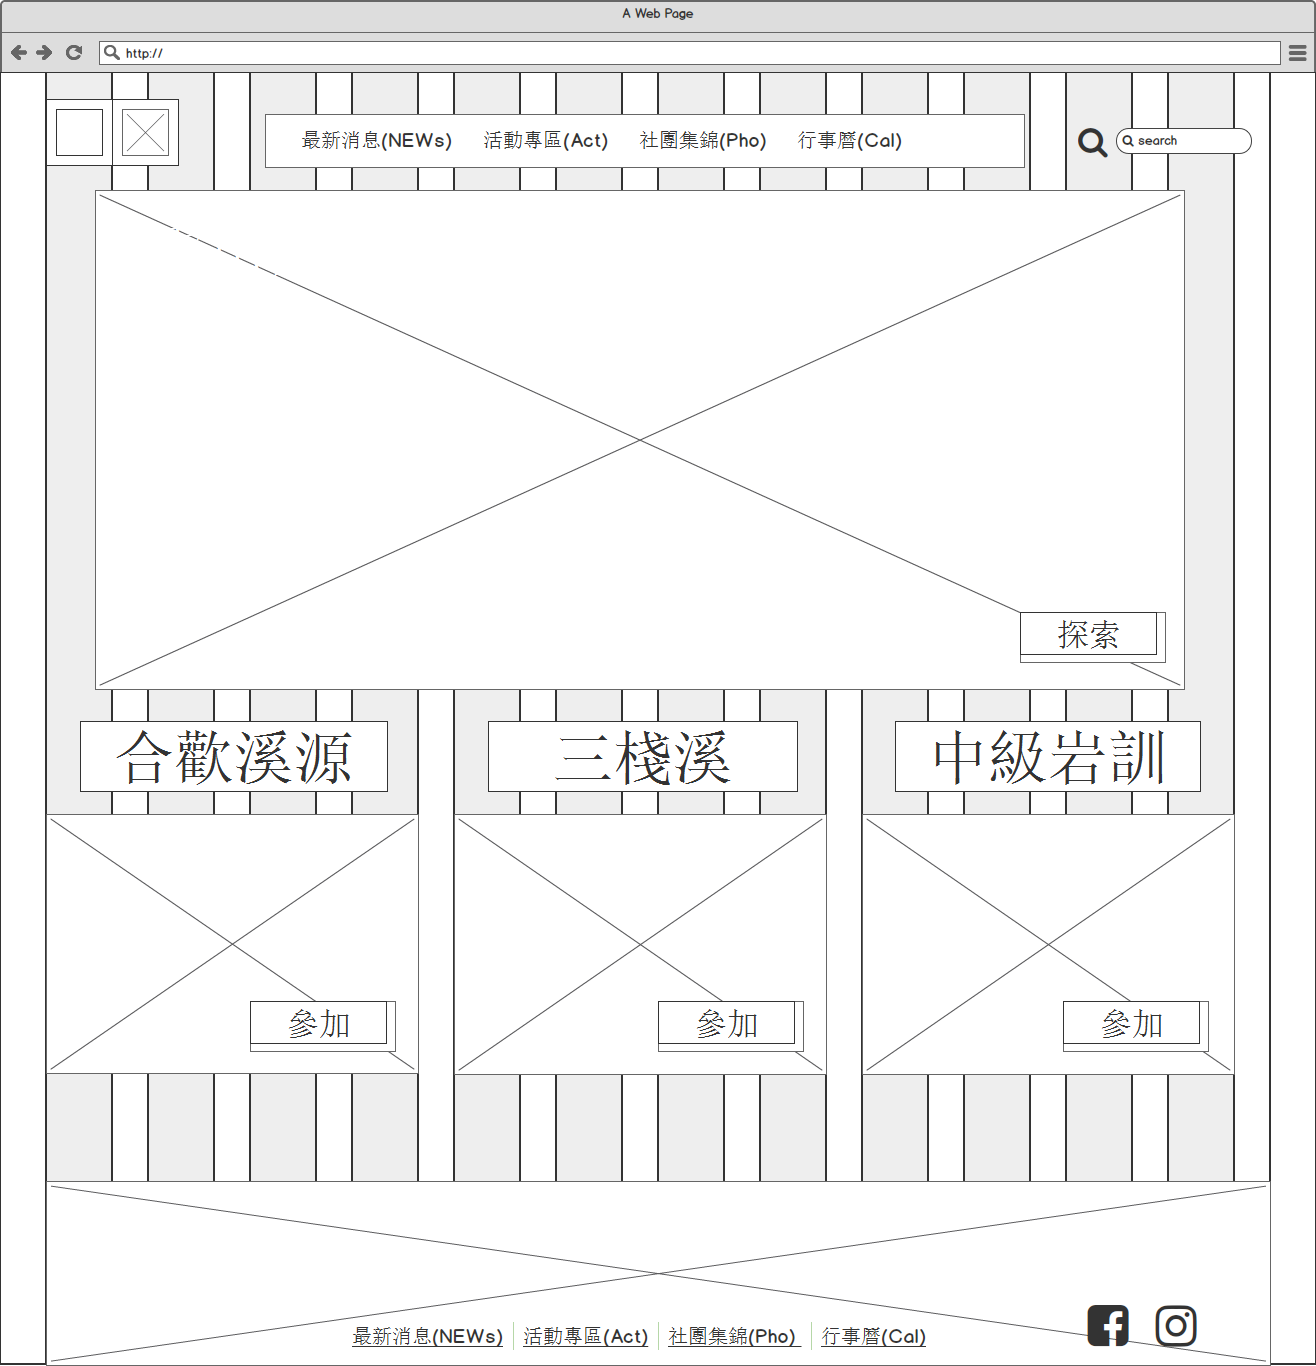 A Web Page
http://
最新消息(NEWs) 活動專區(Act) 社團集錦(Pho) 行事曆(Cal)
search
探索
合歡溪源 三棧溪 中級岩訓
參加 參加 參加
最新消息(NEWs) 活動專區(Act) 社團集錦(Pho) 行事曆(Cal)